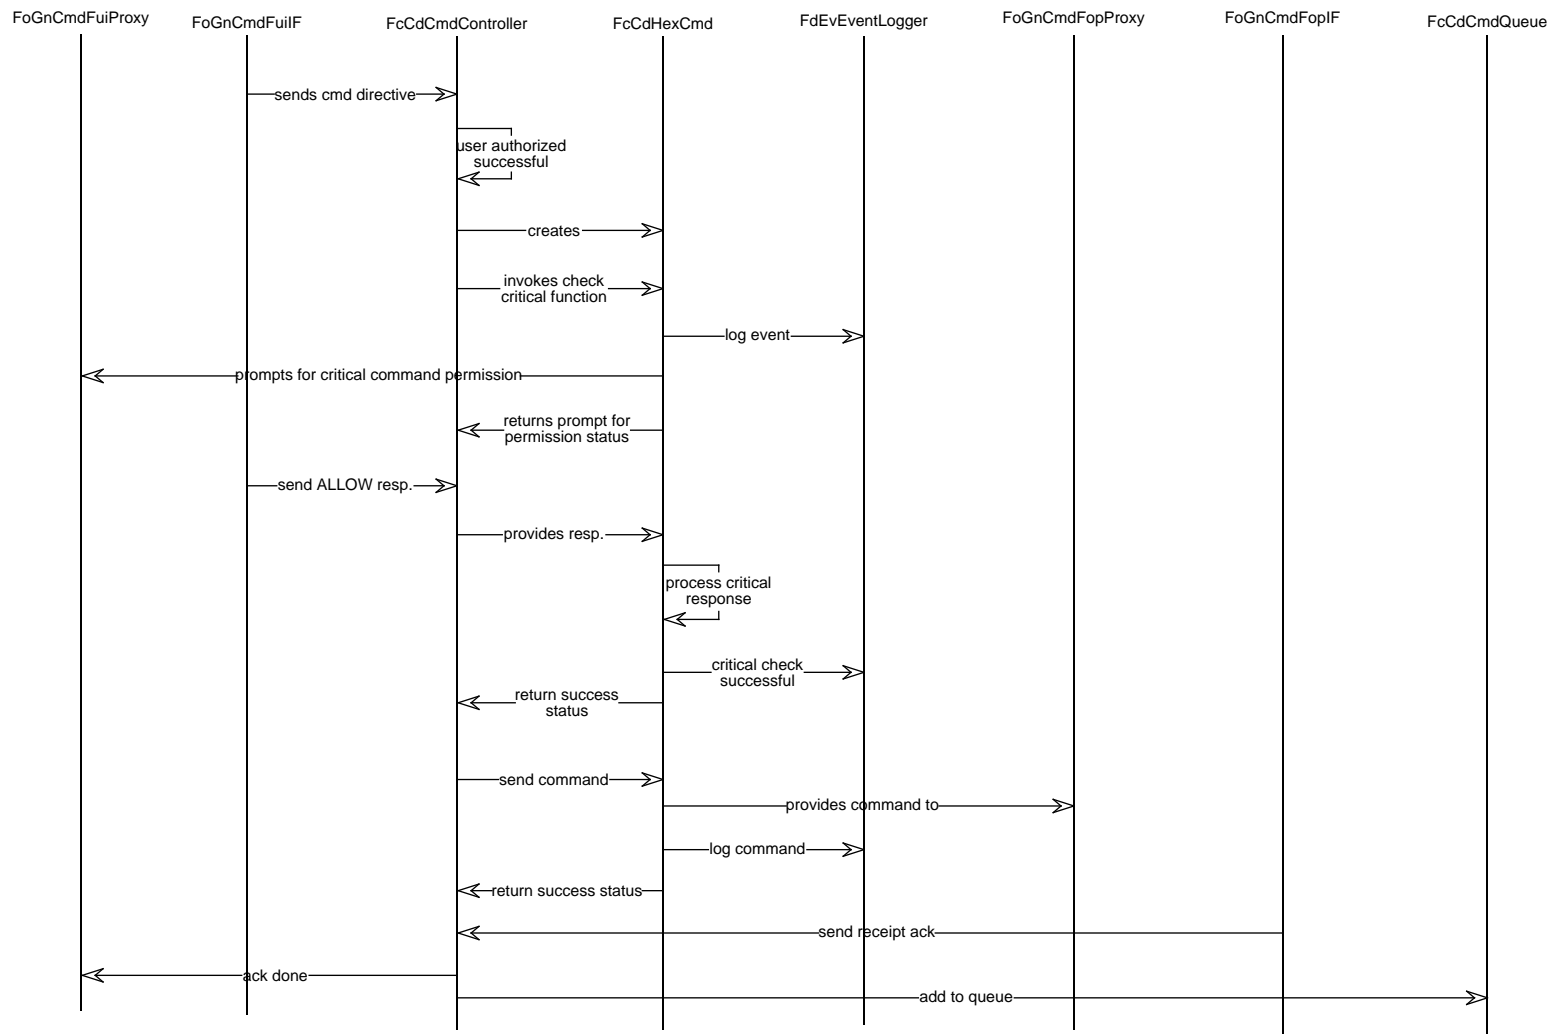 FoGnCmdFuiProxy
FoGnCmdFuiIF
FcCdCmdController
FcCdHexCmd
FdEvEventLogger
FoGnCmdFopProxy
FoGnCmdFopIF
FcCdCmdQueue
sends cmd directive
user authorized
successful
creates
invokes check
critical function
log event
prompts for critical command permission
returns prompt for
permission status
send ALLOW resp.
provides resp.
process critical
response
critical check
successful
return success
status
send command
provides command to
log command
return success status
send receipt ack
ack done
add to queue